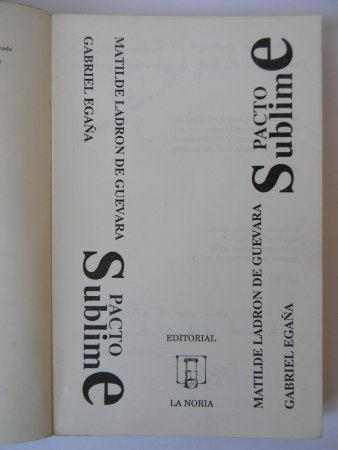 MATILDE LADRON DE GUEVARA
GABRIEL EGAÑA
PACTO
Sublime
PACTO
Sublime
MATILDE LADRON DE GUEVARA
GABRIEL EGAÑA
EDITORIAL
LA NORIA